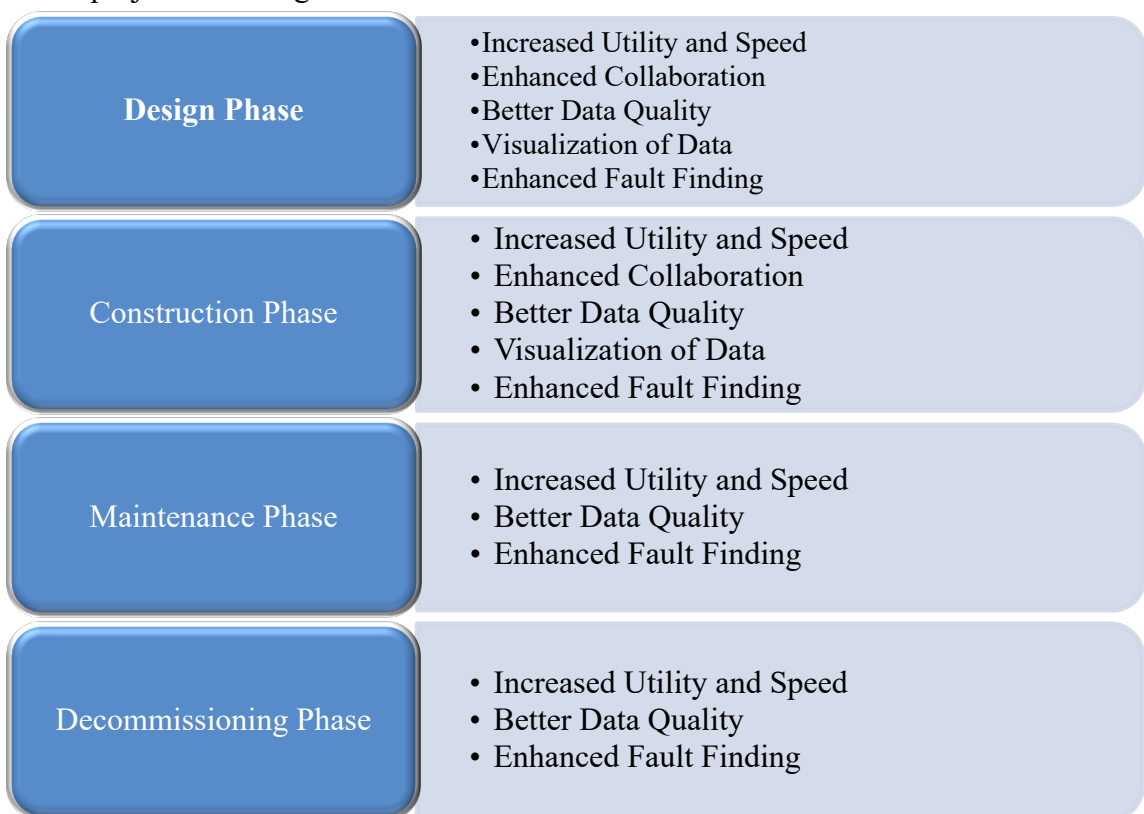 Design Phase
•Increased Utility and Speed
•Enhanced Collaboration
•Better Data Quality
•Visualization of Data
•Enhanced Fault Finding
Construction Phase
• Increased Utility and Speed
• Enhanced Collaboration
• Better Data Quality
• Visualization of Data
• Enhanced Fault Finding
Maintenance Phase
• Increased Utility and Speed
• Better Data Quality
• Enhanced Fault Finding
Decommissioning Phase
• Increased Utility and Speed
• Better Data Quality
• Enhanced Fault Finding